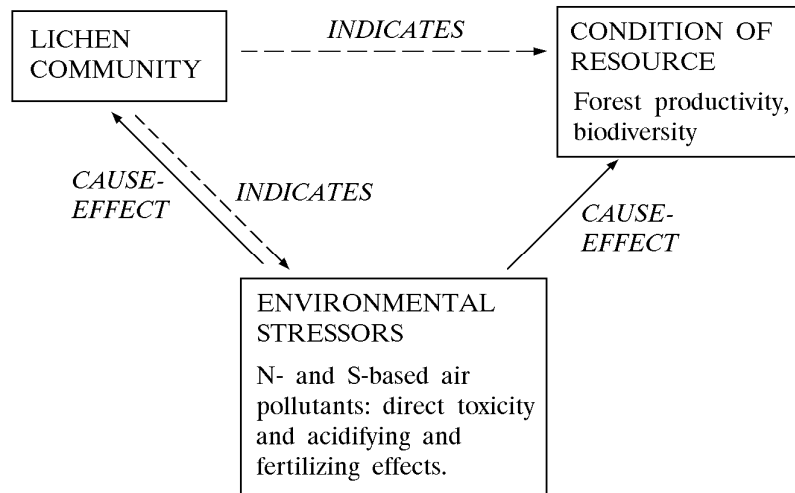 LICHEN
COMMUNITY
INDICATES
CONDITION OF
RESOURCE
Forest productivity,
biodiversity
CAUSE-
EFFECT
INDICATES
CAUSE-
EFFECT
ENVIRONMENTAL
STRESSORS
N- and S-based air
pollutants: direct toxicity
and acidifying and
fertilizing effects.